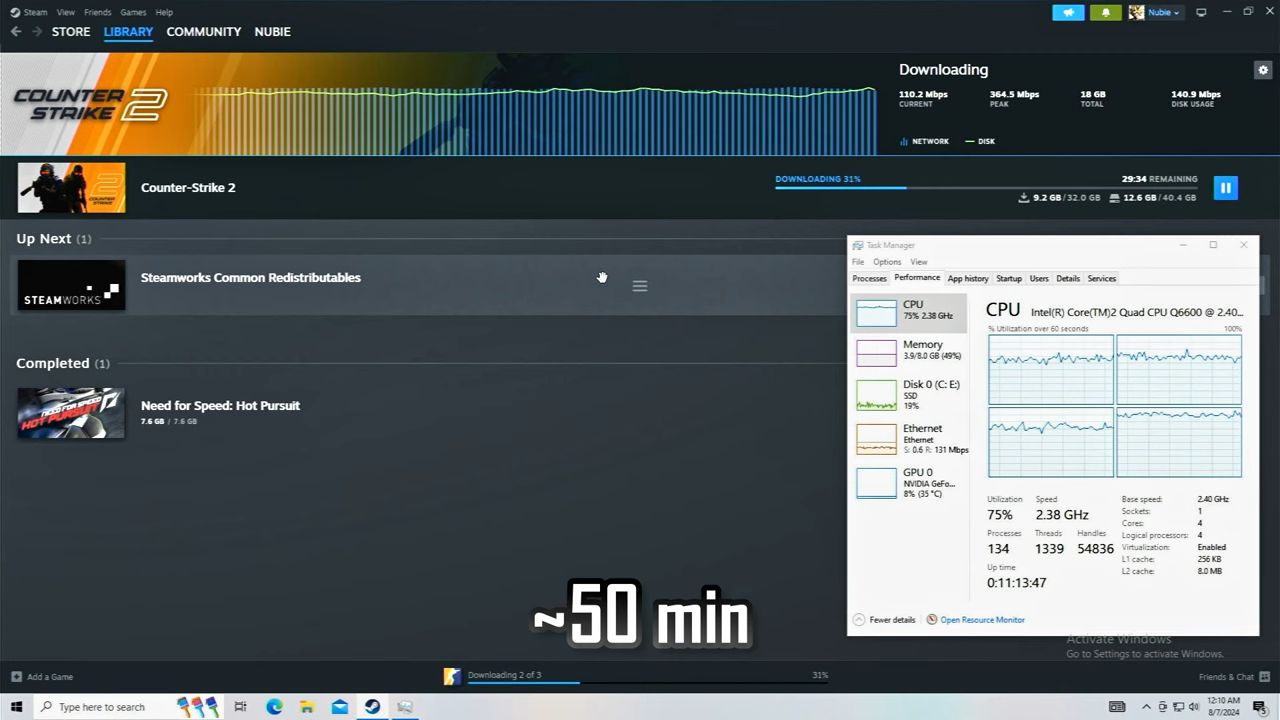 Steam View Friends Games Help
Nubie
STORE LIBRARY COMMUNITY NUBIE
COUNTER STRIKE 2
Downloading
110.2 Mbps 364.5 Mbps 18 GB 140.9 Mbps
CURRENT PEAK TOTAL DISK USAGE
NETWORK DISK
Counter-Strike 2
DOWNLOADING 31% 29:34 REMAINING
9.2 GB/32.0 GB 12.6 GB/40.4 GB
Up Next (1)
STEAMWORKS
Steamworks Common Redistributables
Completed (1)
NEED FOR SPEED HOT PURSUIT
Need for Speed: Hot Pursuit
7.6 GB / 7.6 GB
Task Manager
File Options View
Processes Performance App history Startup Users Details Services
CPU
75% 2.38 GHz
Memory
3.9/8.0 GB (49%)
Disk 0 (C: E:)
SSD
19%
Ethernet
Ethernet
S: 0.6 R: 131 Mbps
GPU 0
NVIDIA GeFo...
8% (35 °C)
CPU Intel(R) Core(TM)2 Quad CPU Q6600 @ 2.40...
% Utilization over 60 seconds 100%
Utilization Speed
75% 2.38 GHz
Processes Threads Handles
134 1339 54836
Up time
0:11:13:47
Base speed: 2.40 GHz
Sockets: 1
Cores: 4
Logical processors: 4
Virtualization: Enabled
L1 cache: 256 KB
L2 cache: 8.0 MB
Fewer details Open Resource Monitor
~50 min
Activate Windows
Go to Settings to activate Windows.
Add a Game
Downloading 2 of 3 31%
Friends & Chat
Type here to search
12:10 AM
8/7/2024
5